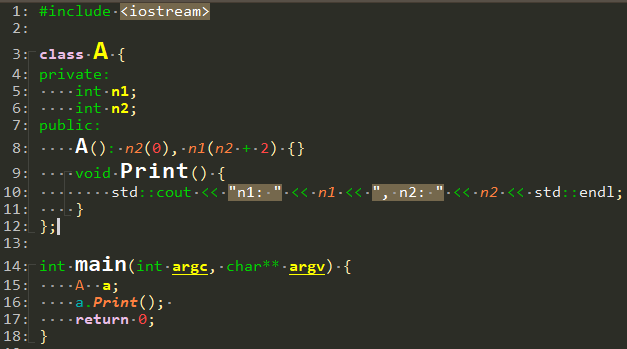 1: #include <iostream>
2:
3: class A {
4: private:
5:     int n1;
6:     int n2;
7: public:
8:     A(): n2(0), n1(n2 + 2) {}
9:     void Print() {
10:         std::cout << "n1: " << n1 << ", n2: " << n2 << std::endl;
11:     }
12: };
13:
14: int main(int argc, char** argv) {
15:     A a;
16:     a.Print();
17:     return 0;
18: }